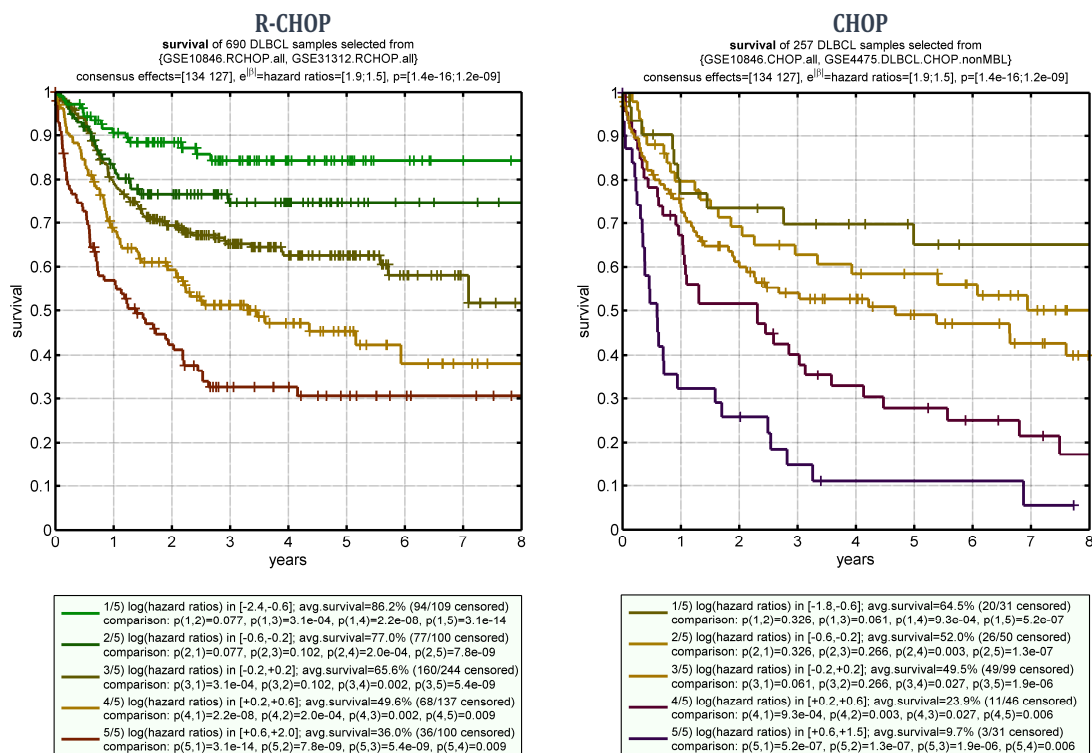 R-CHOP
survival of 690 DLBCL samples selected from
{GSE10846.RCHOP.all, GSE31312.RCHOP.all}
consensus effects=[134 127], e^|β|=hazard ratios=[1.9;1.5], p=[1.4e-16;1.2e-09]
1
0.9
0.8
0.7
0.6
0.5
0.4
0.3
0.2
0.1
0
survival
0 1 2 3 4 5 6 7 8
years
1/5) log(hazard ratios) in [-2.4,-0.6]; avg.survival=86.2% (94/109 censored)
comparison: p(1,2)=0.077, p(1,3)=3.1e-04, p(1,4)=2.2e-08, p(1,5)=3.1e-14
2/5) log(hazard ratios) in [-0.6,-0.2]; avg.survival=77.0% (77/100 censored)
comparison: p(2,1)=0.077, p(2,3)=0.102, p(2,4)=2.0e-04, p(2,5)=7.8e-09
3/5) log(hazard ratios) in [-0.2,+0.2]; avg.survival=65.6% (160/244 censored)
comparison: p(3,1)=3.1e-04, p(3,2)=0.102, p(3,4)=0.002, p(3,5)=5.4e-09
4/5) log(hazard ratios) in [+0.2,+0.6]; avg.survival=49.6% (68/137 censored)
comparison: p(4,1)=2.2e-08, p(4,2)=2.0e-04, p(4,3)=0.002, p(4,5)=0.009
5/5) log(hazard ratios) in [+0.6,+2.0]; avg.survival=36.0% (36/100 censored)
comparison: p(5,1)=3.1e-14, p(5,2)=7.8e-09, p(5,3)=5.4e-09, p(5,4)=0.009
CHOP
survival of 257 DLBCL samples selected from
{GSE10846.CHOP.all, GSE4475.DLBCL.CHOP.nonMBL}
consensus effects=[134 127], e^|β|=hazard ratios=[1.9;1.5], p=[1.4e-16;1.2e-09]
1
0.9
0.8
0.7
0.6
0.5
0.4
0.3
0.2
0.1
0
survival
0 1 2 3 4 5 6 7 8
years
1/5) log(hazard ratios) in [-1.8,-0.6]; avg.survival=64.5% (20/31 censored)
comparison: p(1,2)=0.326, p(1,3)=0.061, p(1,4)=9.3e-04, p(1,5)=5.2e-07
2/5) log(hazard ratios) in [-0.6,-0.2]; avg.survival=52.0% (26/50 censored)
comparison: p(2,1)=0.326, p(2,3)=0.266, p(2,4)=0.003, p(2,5)=1.3e-07
3/5) log(hazard ratios) in [-0.2,+0.2]; avg.survival=49.5% (49/99 censored)
comparison: p(3,1)=0.061, p(3,2)=0.266, p(3,4)=0.027, p(3,5)=1.9e-06
4/5) log(hazard ratios) in [+0.2,+0.6]; avg.survival=23.9% (11/46 censored)
comparison: p(4,1)=9.3e-04, p(4,2)=0.003, p(4,3)=0.027, p(4,5)=0.006
5/5) log(hazard ratios) in [+0.6,+1.5]; avg.survival=9.7% (3/31 censored)
comparison: p(5,1)=5.2e-07, p(5,2)=1.3e-07, p(5,3)=1.9e-06, p(5,4)=0.006